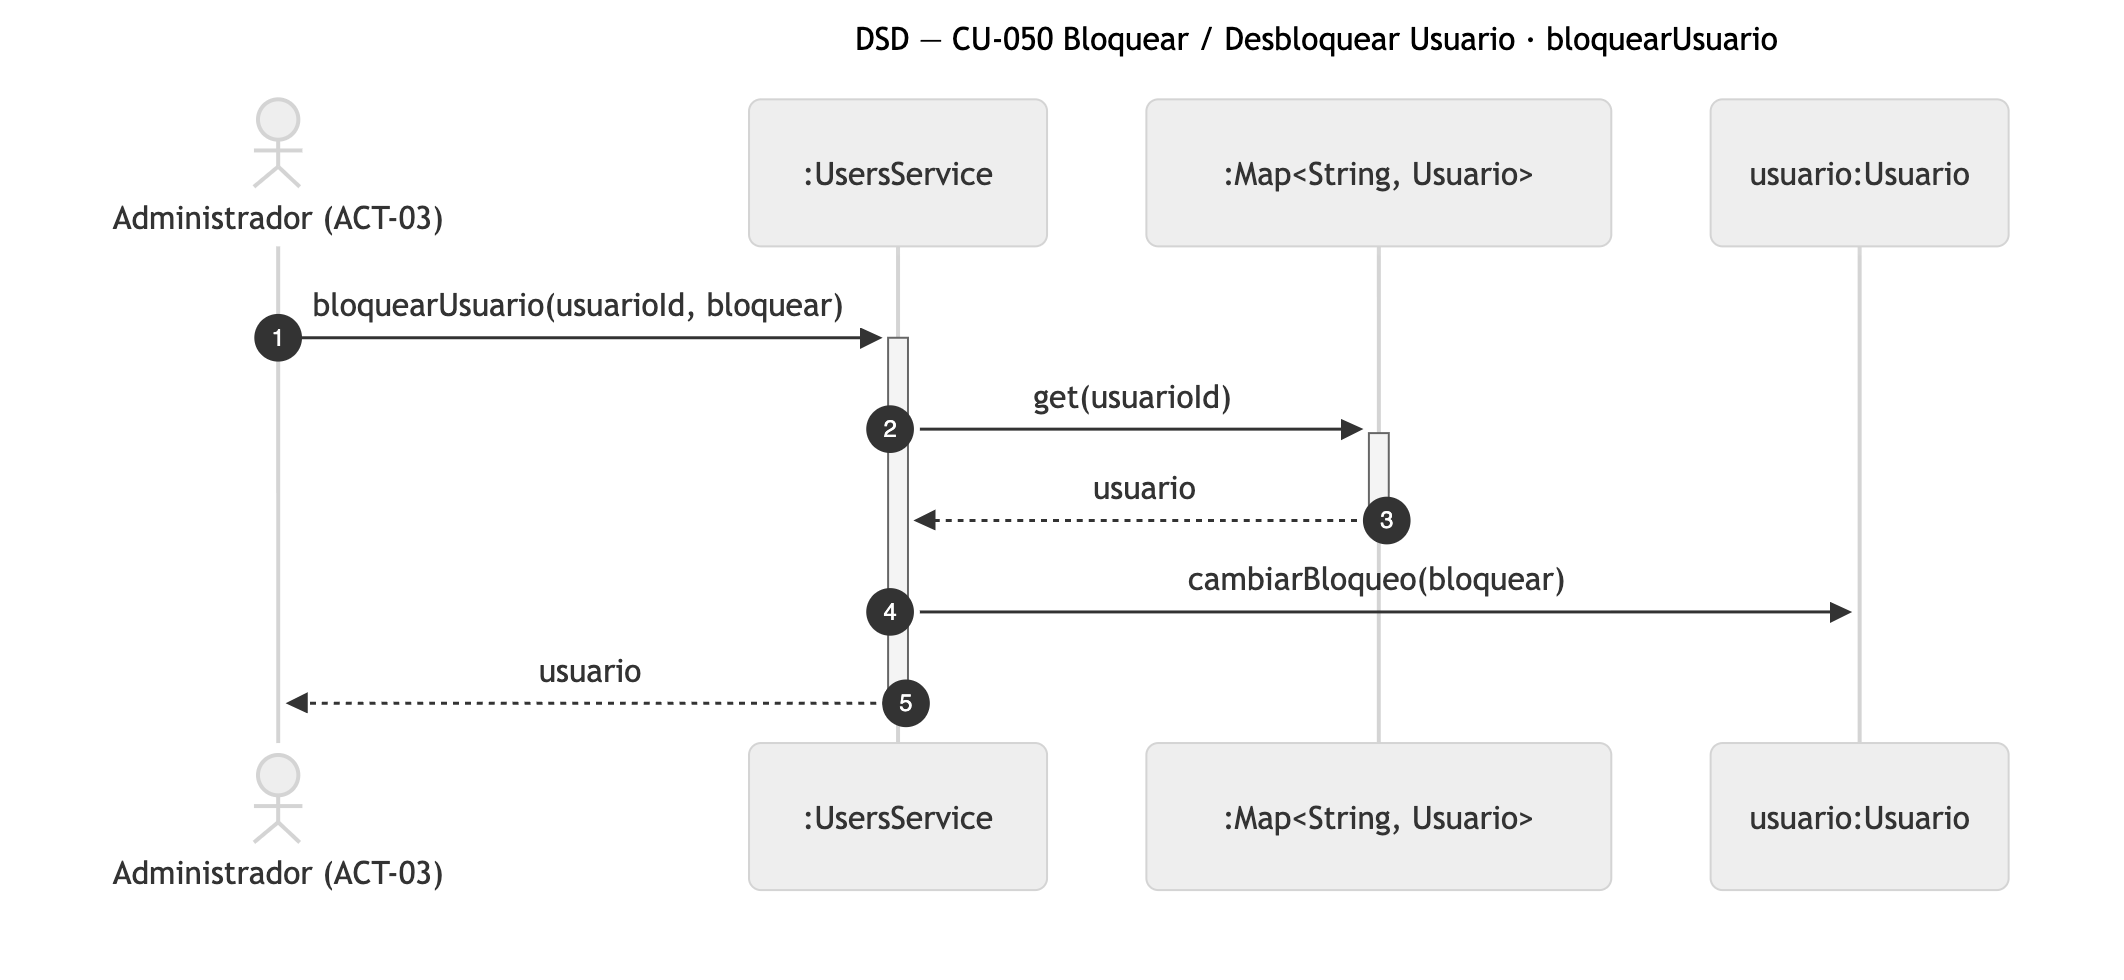 DSD — CU-050 Bloquear / Desbloquear Usuario · bloquearUsuario
Administrador (ACT-03)
:UsersService
:Map<String, Usuario>
usuario:Usuario
bloquearUsuario(usuarioId, bloquear)
1
get(usuarioId)
2
usuario
3
cambiarBloqueo(bloquear)
4
usuario
5
Administrador (ACT-03)
:UsersService
:Map<String, Usuario>
usuario:Usuario